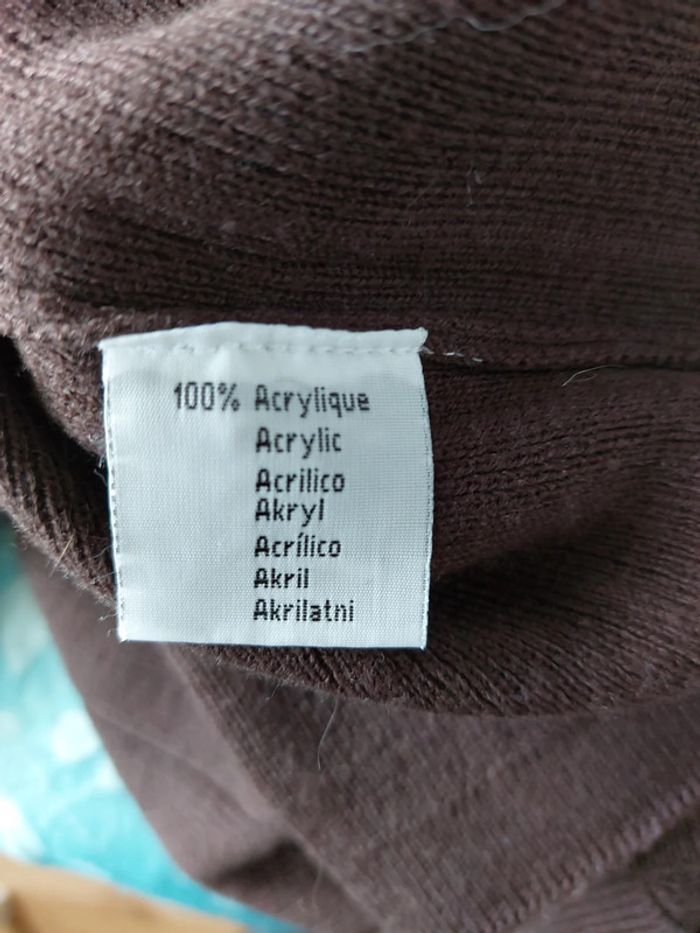 100% Acrylique
Acrylic
Acrilico
Akryl
Acrílico
Akril
Akrilatni